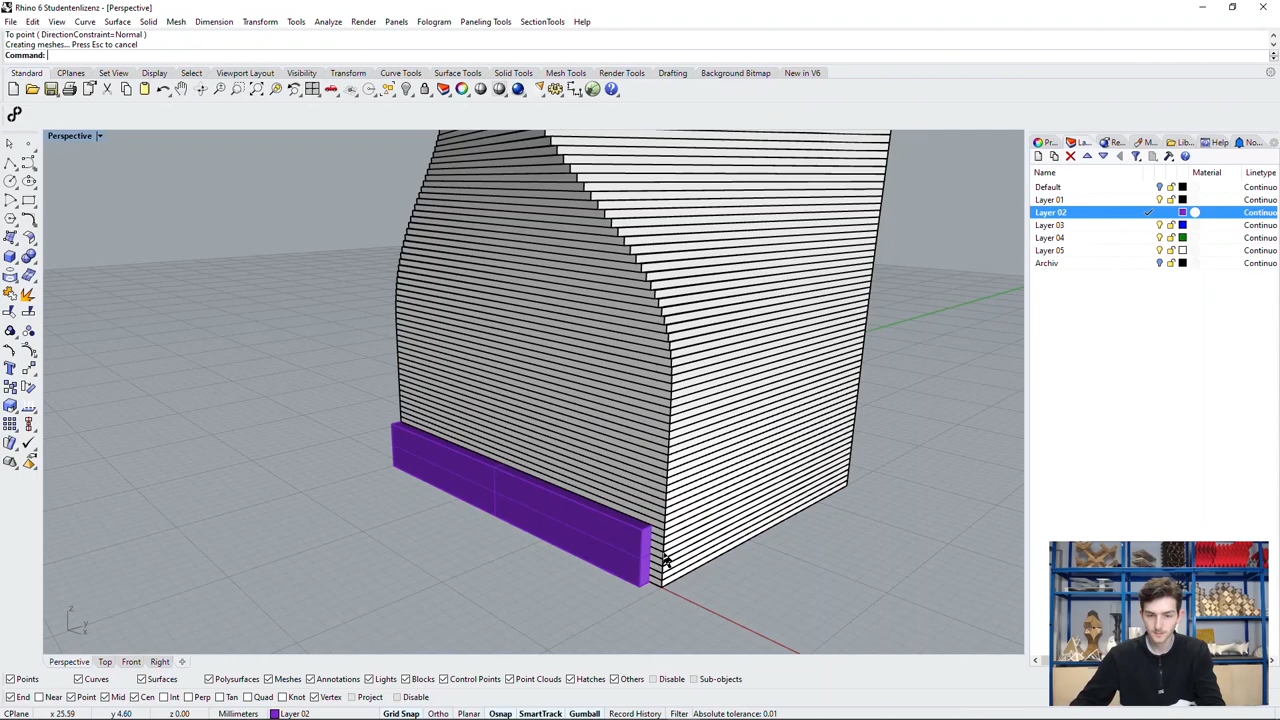 Rhino 6 Studentenlizenz - [Perspective]
File Edit View Curve Surface Solid Mesh Dimension Transform Tools Analyze Render Panels Fologram Paneling Tools SectionTools Help
To point ( DirectionConstraint=Normal )
Creating meshes... Press Esc to cancel
Command:
Standard CPlanes Set View Display Select Viewport Layout Visibility Transform Curve Tools Surface Tools Solid Tools Mesh Tools Render Tools Drafting Background Bitmap New in V6
Perspective
Pr... La... Re... M... Lib... Help No...
Name Material Linetype
Default Continuo
Layer 01 Continuo
Layer 02 Continuo
Layer 03 Continuo
Layer 04 Continuo
Layer 05 Continuo
Archiv Continuo
z
y
x
Perspective Top Front Right
Points Curves Surfaces Polysurfaces Meshes Annotations Lights Blocks Control Points Point Clouds Hatches Others Disable Sub-objects
End Near Point Mid Cen Int Perp Tan Quad Knot Vertex Project Disable
CPlane x 25.59 y 4.60 z 0.00 Millimeters Layer 02 Grid Snap Ortho Planar Osnap SmartTrack Gumball Record History Filter Absolute tolerance: 0.01